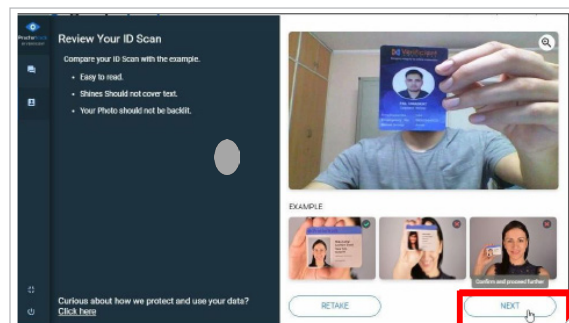 Review Your ID Scan
Compare your ID Scan with the example.
Easy to read.
Shines Should not cover text.
Your Photo should not be backlit.
EXAMPLE
Confirm and proceed further
RETAKE
NEXT
Curious about how we protect and use your data?
Click here